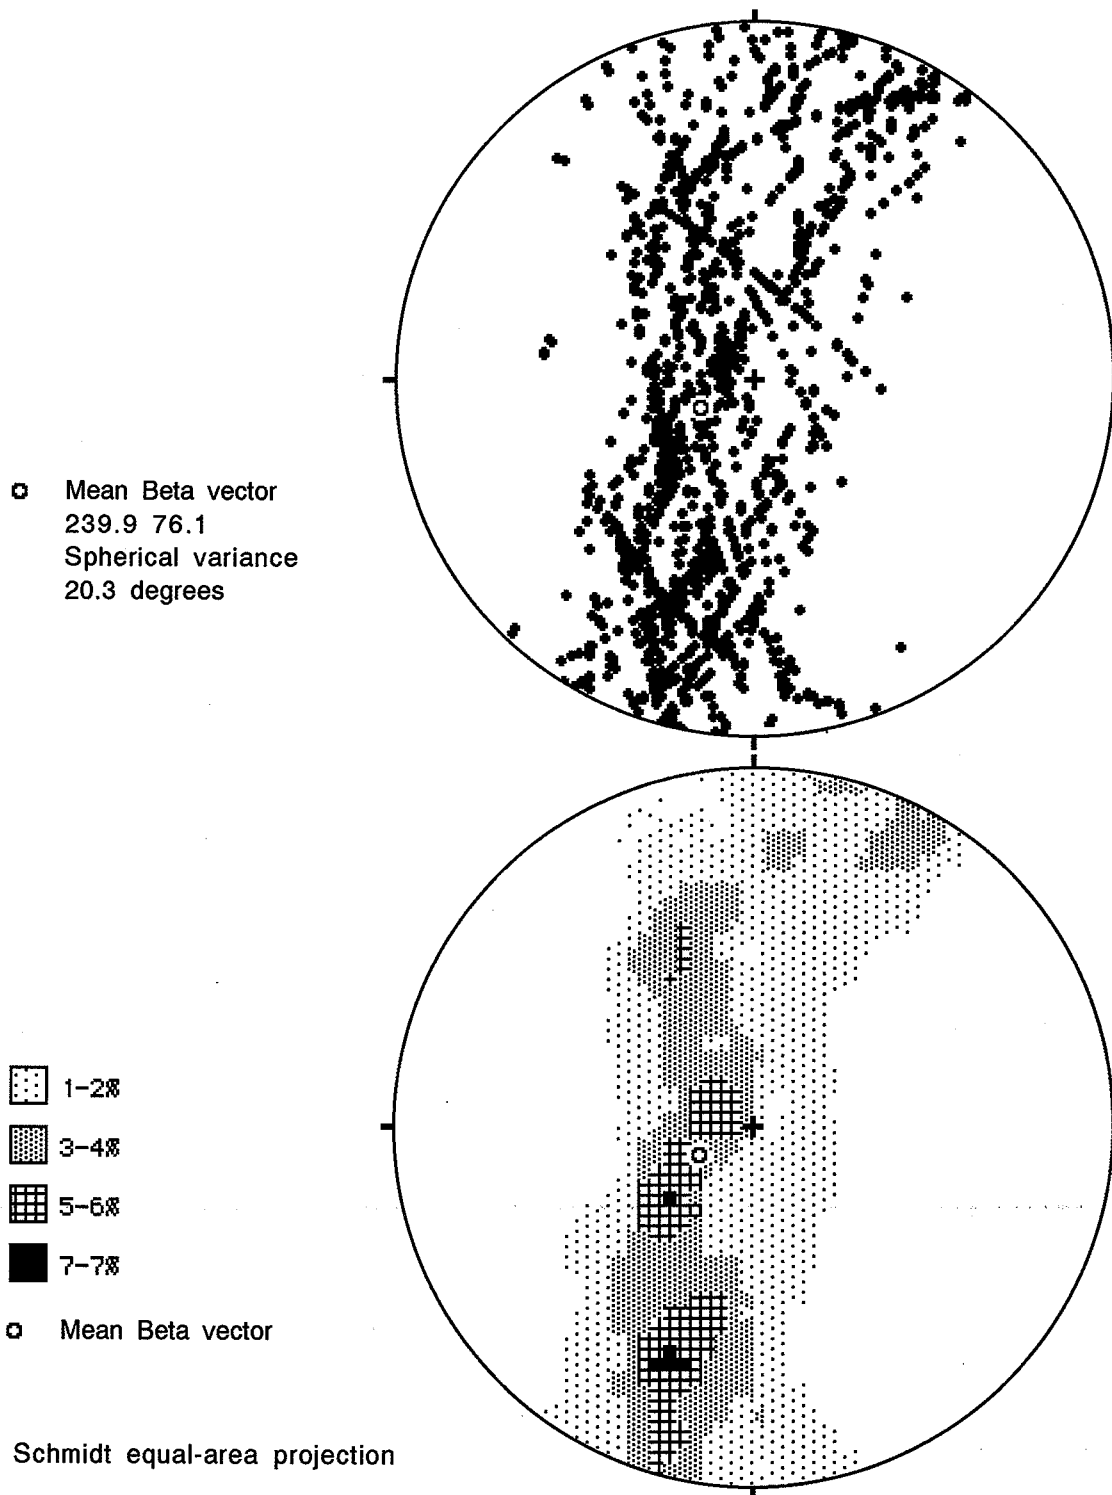 Mean Beta vector
239.9 76.1
Spherical variance
20.3 degrees
1-2%
3-4%
5-6%
7-7%
Mean Beta vector
Schmidt equal-area projection